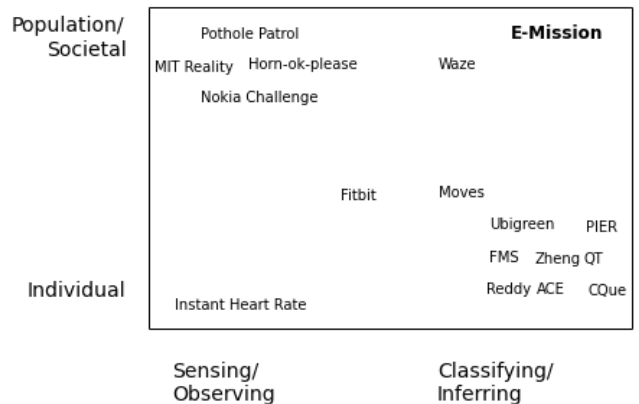 Population/
Societal
Pothole Patrol
E-Mission
MIT Reality
Horn-ok-please
Waze
Nokia Challenge
Fitbit
Moves
Ubigreen
PIER
FMS
Zheng
QT
Individual
Reddy
ACE
CQue
Instant Heart Rate
Sensing/
Observing
Classifying/
Inferring